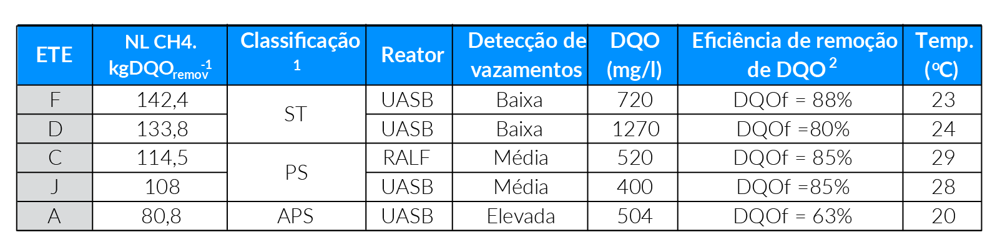 ETE NL CH4. kgDQOremov-1 Classificação 1 Reator Detecção de vazamentos DQO (mg/l) Eficiência de remoção de DQO 2 Temp. (ºC)
F 142,4 ST UASB Baixa 720 DQOf = 88% 23
D 133,8 UASB Baixa 1270 DQOf =80% 24
C 114,5 PS RALF Média 520 DQOf = 85% 29
J 108 UASB Média 400 DQOf =85% 28
A 80,8 APS UASB Elevada 504 DQOf = 63% 20